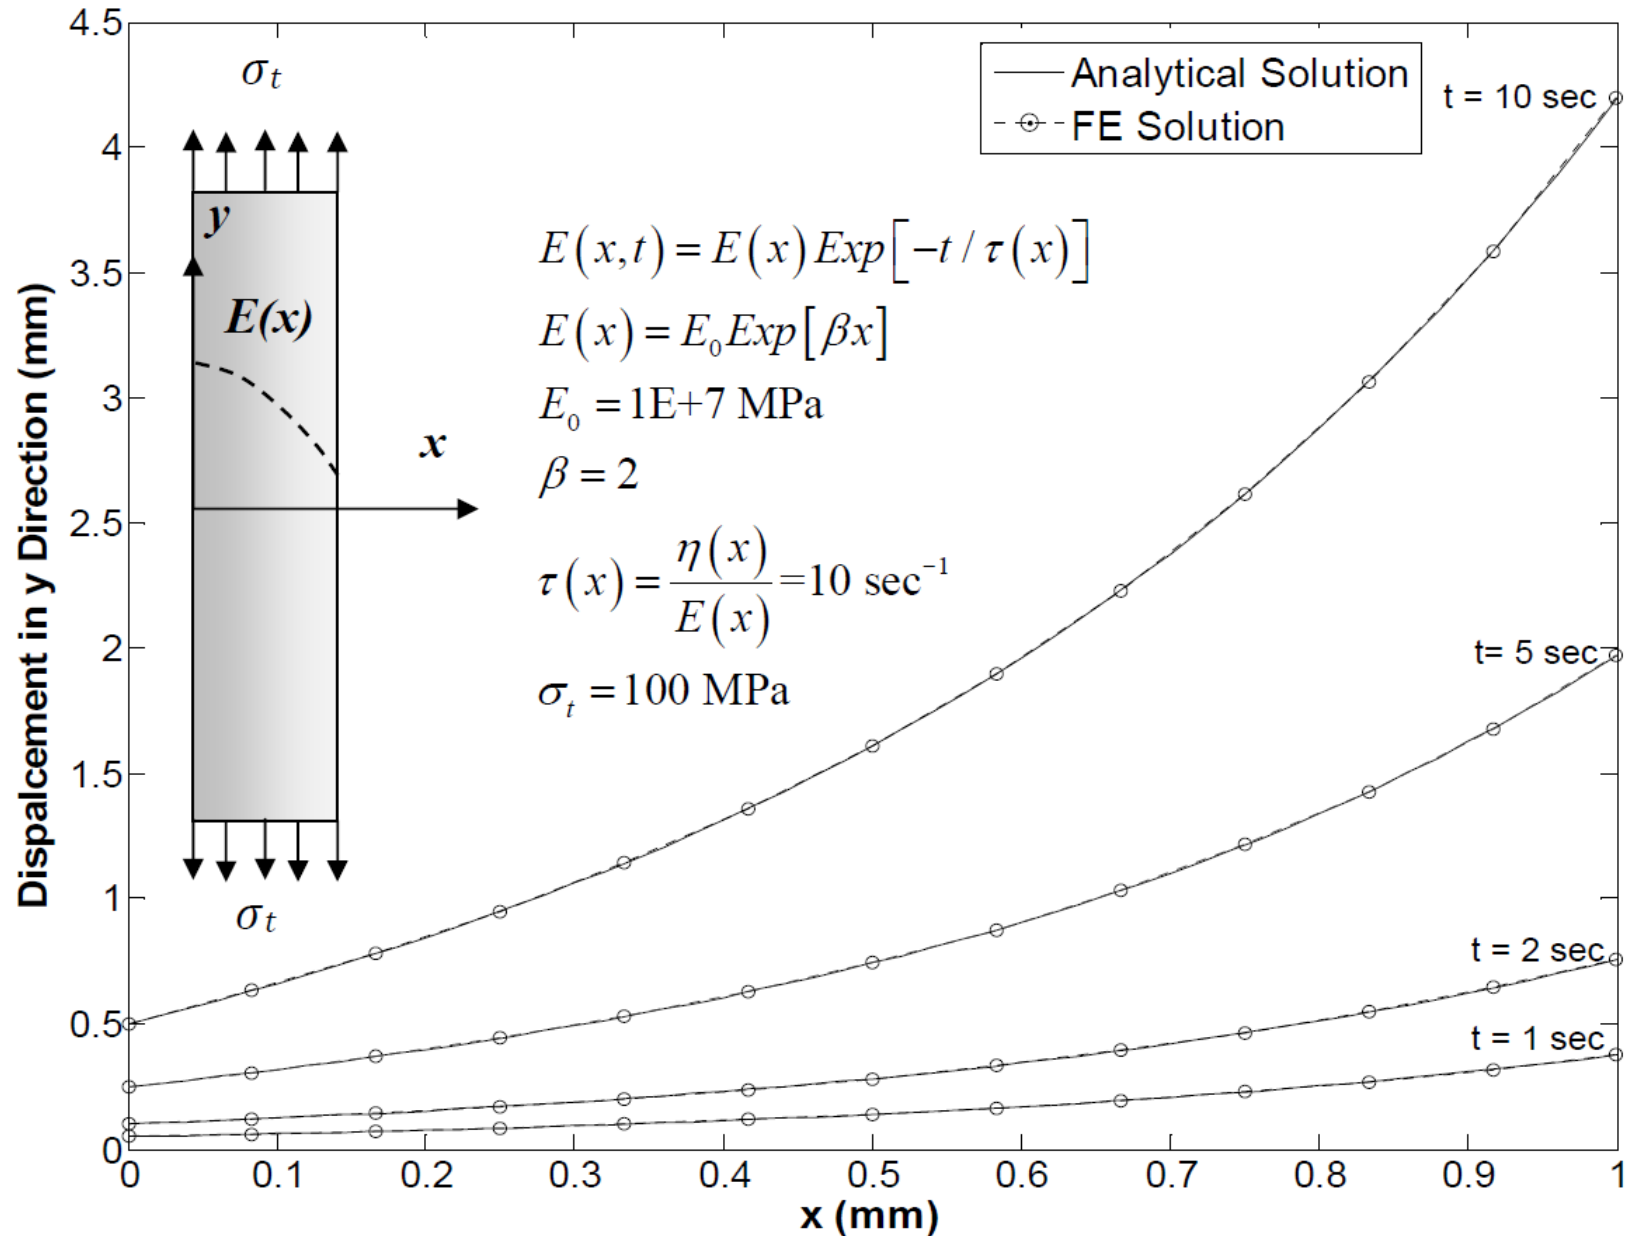 Dispalcement in y Direction (mm)
4.5
4
3.5
3
2.5
2
1.5
1
0.5
0
σt
y
E(x)
x
σt
E(x,t) = E(x) Exp[−t / τ(x)]
E(x) = E0 Exp[βx]
E0 = 1E+7 MPa
β = 2
τ(x) = η(x)/E(x) =10 sec⁻¹
σt = 100 MPa
Analytical Solution
FE Solution
t = 10 sec
t= 5 sec
t = 2 sec
t = 1 sec
0 0.1 0.2 0.3 0.4 0.5 0.6 0.7 0.8 0.9 1
x (mm)